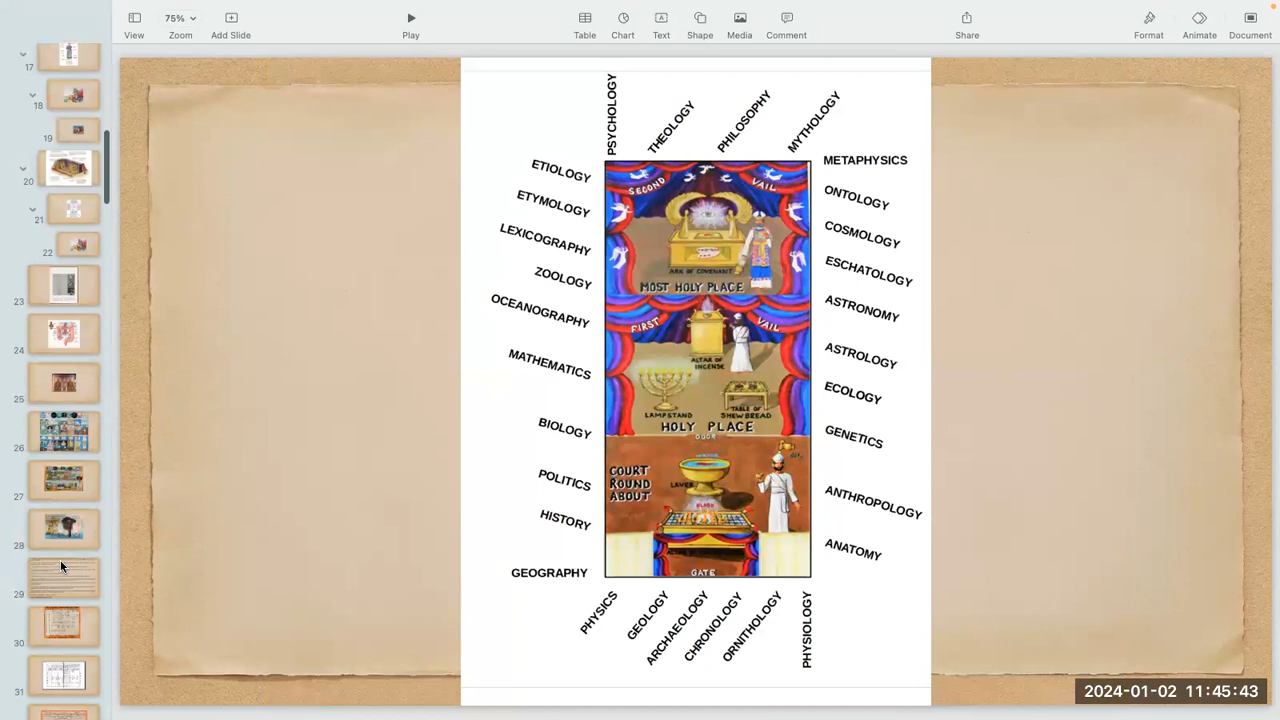 View
75%
Zoom
Add Slide
Play
Table
Chart
Text
Shape
Media
Comment
Share
Format
Animate
Document
17
18
19
20
21
22
23
24
25
26
27
28
29
30
31
PSYCHOLOGY
THEOLOGY
PHILOSOPHY
MYTHOLOGY
ETIOLOGY
ETYMOLOGY
LEXICOGRAPHY
ZOOLOGY
OCEANOGRAPHY
MATHEMATICS
BIOLOGY
POLITICS
HISTORY
GEOGRAPHY
SECOND VAIL
ARK OF COVENANT
MOST HOLY PLACE
FIRST VAIL
ALTAR OF
INCENSE
LAMPSTAND
TABLE OF
SHEWBREAD
HOLY PLACE
DOOR
COURT
ROUND
ABOUT
LAVER
GATE
METAPHYSICS
ONTOLOGY
COSMOLOGY
ESCHATOLOGY
ASTRONOMY
ASTROLOGY
ECOLOGY
GENETICS
ANTHROPOLOGY
ANATOMY
PHYSICS
GEOLOGY
ARCHAEOLOGY
CHRONOLOGY
ORNITHOLOGY
PHYSIOLOGY
2024-01-02 11:45:43